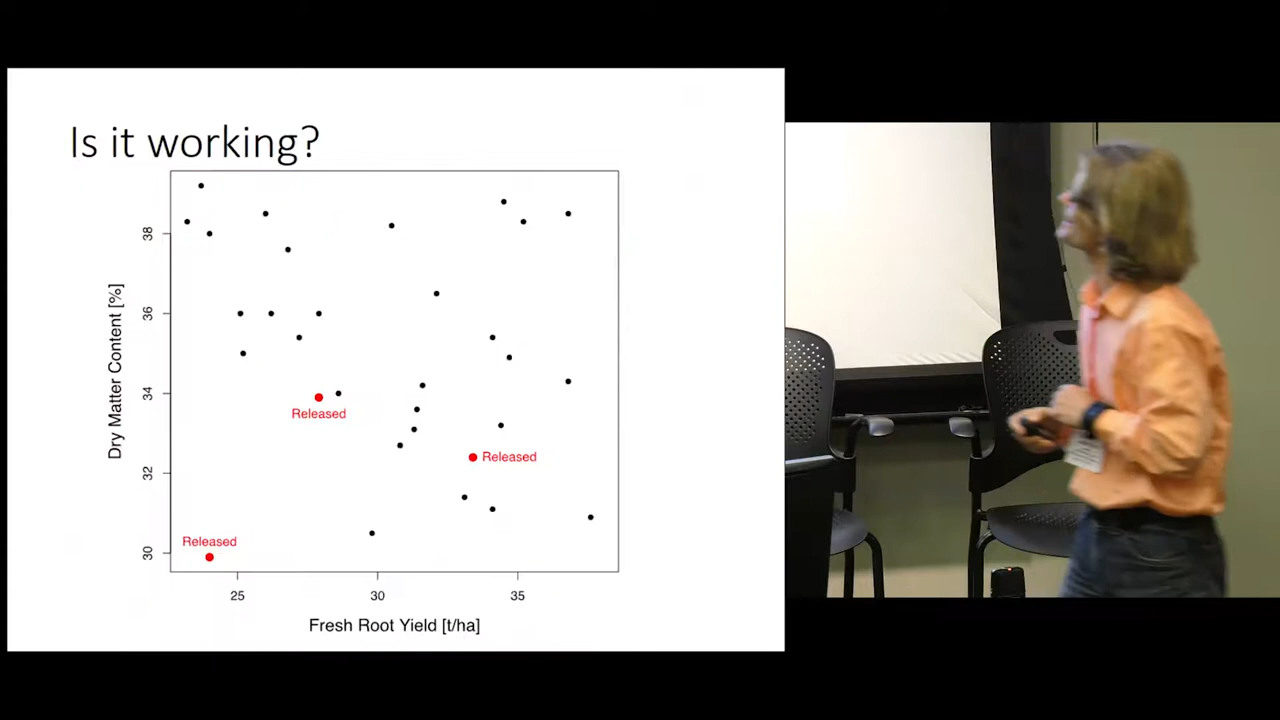 Is it working?
38
36
34
32
30
Dry Matter Content [%]
Released
Released
Released
25
30
35
Fresh Root Yield [t/ha]